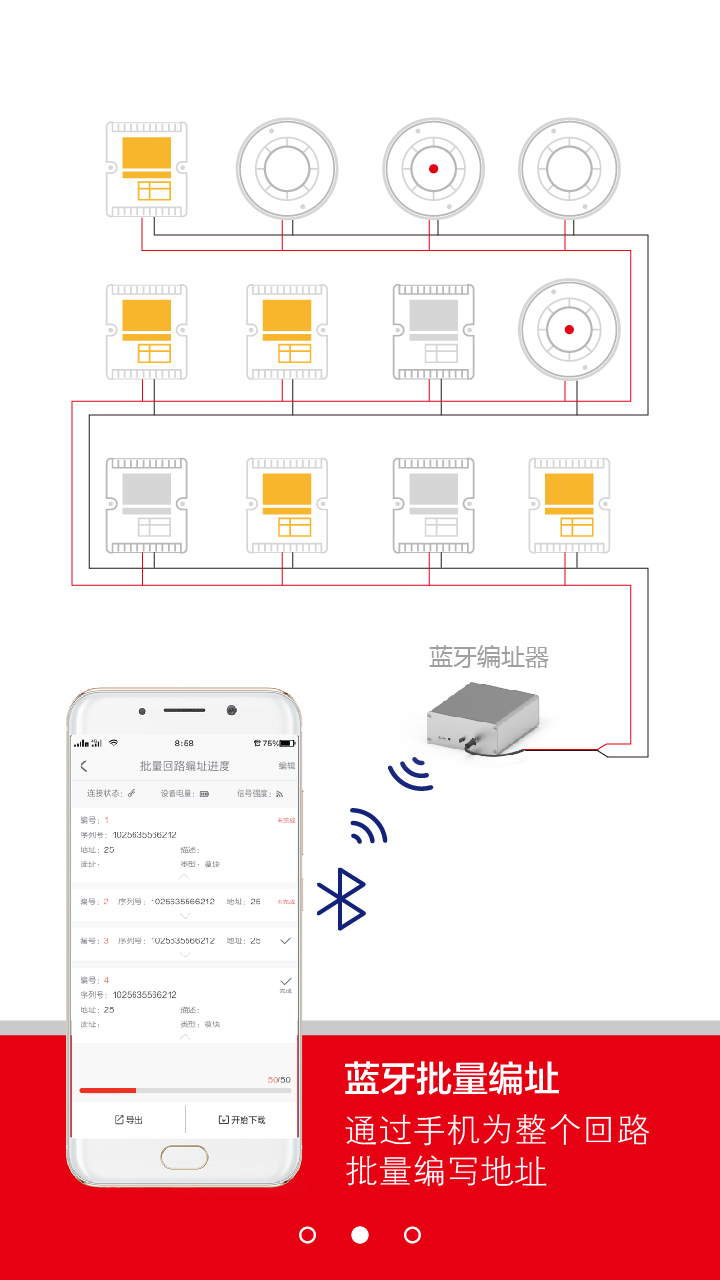 蓝牙编址器
8:58
75%
批量回路编址进度
编辑
连接状态：
设备电量：
信号强度：
编号：1
未完成
序列号：1025635566212
地址：25
描述：
类型：模块
编号：2 序列号：1025635566212 地址：25
未完成
编号：3 序列号：1025635566212 地址：25
编号：4
完成
序列号：1025635566212
地址：25
描述：
类型：模块
50/50
导出
开始下载
蓝牙批量编址
通过手机为整个回路
批量编写地址